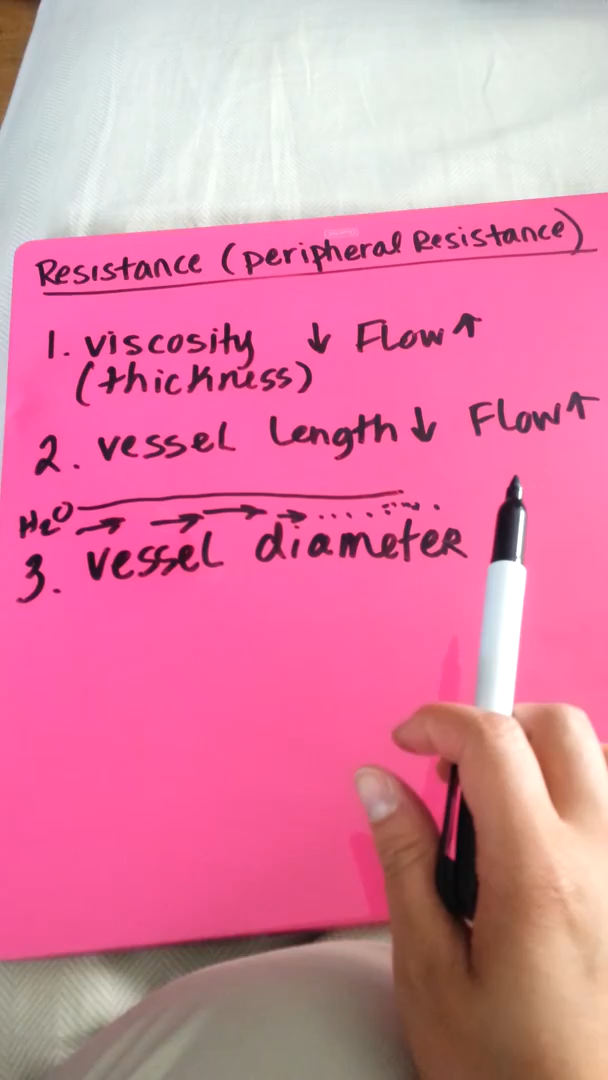 Resistance (peripheral Resistance)
1. viscosity ↓ Flow ↑
(thickness)
2. vessel Length ↓ Flow ↑
H2O → → → → .... ....
3. vessel diameter